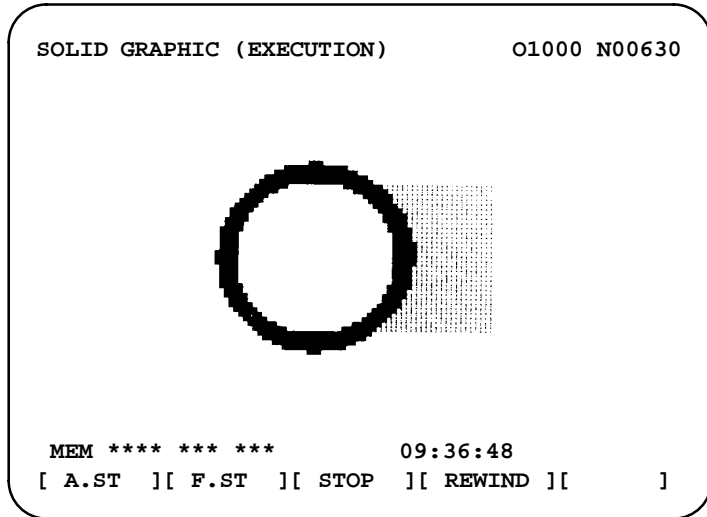 SOLID GRAPHIC (EXECUTION) O1000 N00630
MEM **** *** *** 09:36:48
[ A.ST ][ F.ST ][ STOP ][ REWIND ][ ]